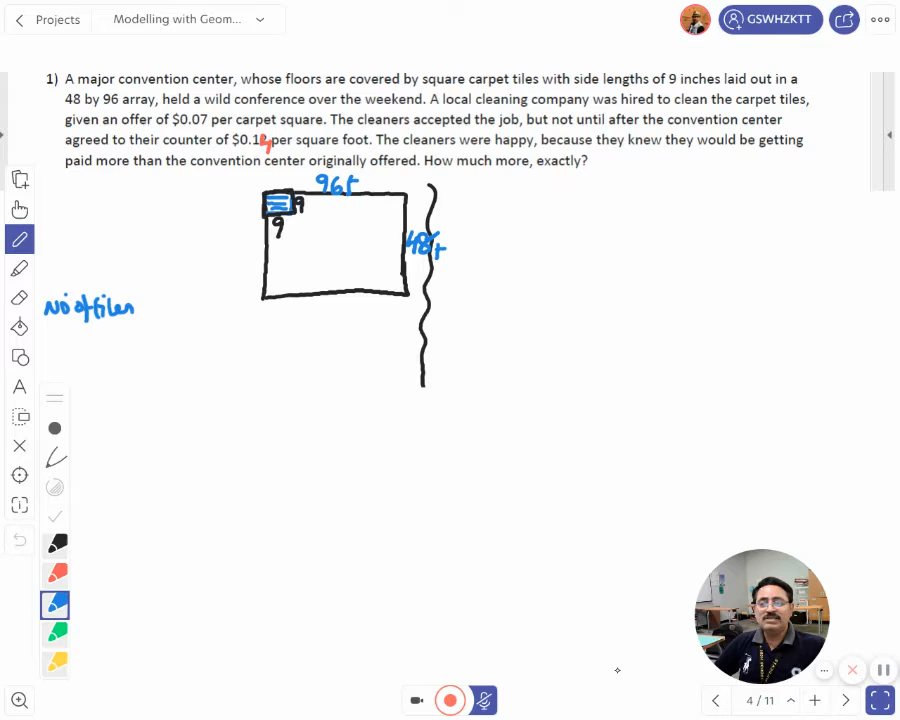 Projects
Modelling with Geom...
GSWHZKTT
1) A major convention center, whose floors are covered by square carpet tiles with side lengths of 9 inches laid out in a
48 by 96 array, held a wild conference over the weekend. A local cleaning company was hired to clean the carpet tiles,
given an offer of $0.07 per carpet square. The cleaners accepted the job, but not until after the convention center
agreed to their counter of $0.14 per square foot. The cleaners were happy, because they knew they would be getting
paid more than the convention center originally offered. How much more, exactly?
96t
9
9
48t
No of tiles
A
4 / 11